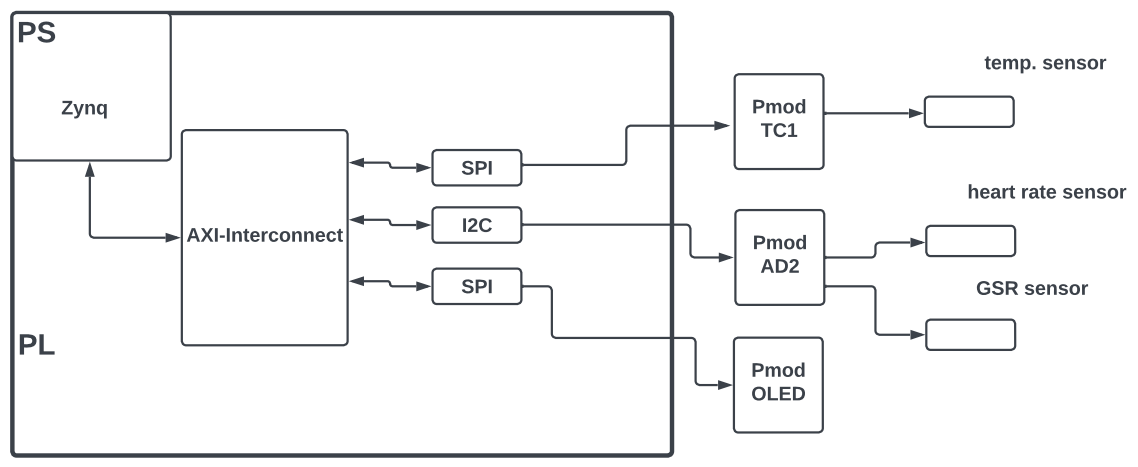 PS
Zynq
AXI-Interconnect
PL
SPI
I2C
SPI
Pmod
TC1
Pmod
AD2
Pmod
OLED
temp. sensor
heart rate sensor
GSR sensor